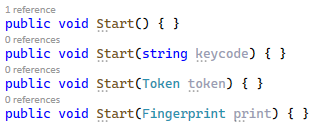 1 reference
public void Start() { }
0 references
public void Start(string keycode) { }
0 references
public void Start(Token token) { }
0 references
public void Start(Fingerprint print) { }